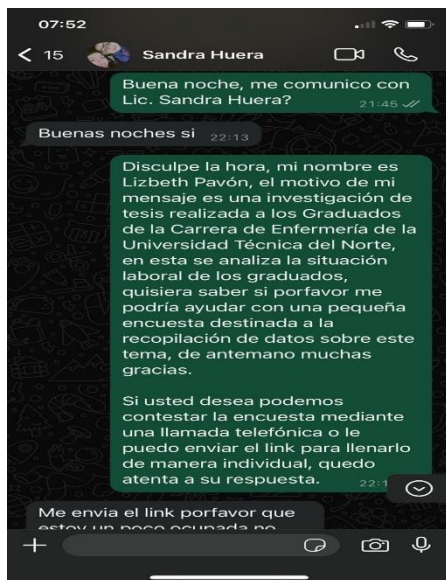 07:52
15 Sandra Huera
Buena noche, me comunico con
Lic. Sandra Huera?
21:45
Buenas noches si 22:13
Disculpe la hora, mi nombre es
Lizbeth Pavón, el motivo de mi
mensaje es una investigación de
tesis realizada a los Graduados
de la Carrera de Enfermería de la
Universidad Técnica del Norte,
en esta se analiza la situación
laboral de los graduados,
quisiera saber si porfavor me
podría ayudar con una pequeña
encuesta destinada a la
recopilación de datos sobre este
tema, de antemano muchas
gracias.
Si usted desea podemos
contestar la encuesta mediante
una llamada telefónica o le
puedo enviar el link para llenarlo
de manera individual, quedo
atenta a su respuesta.
Me envia el link porfavor que
estoy un poco ocupada no